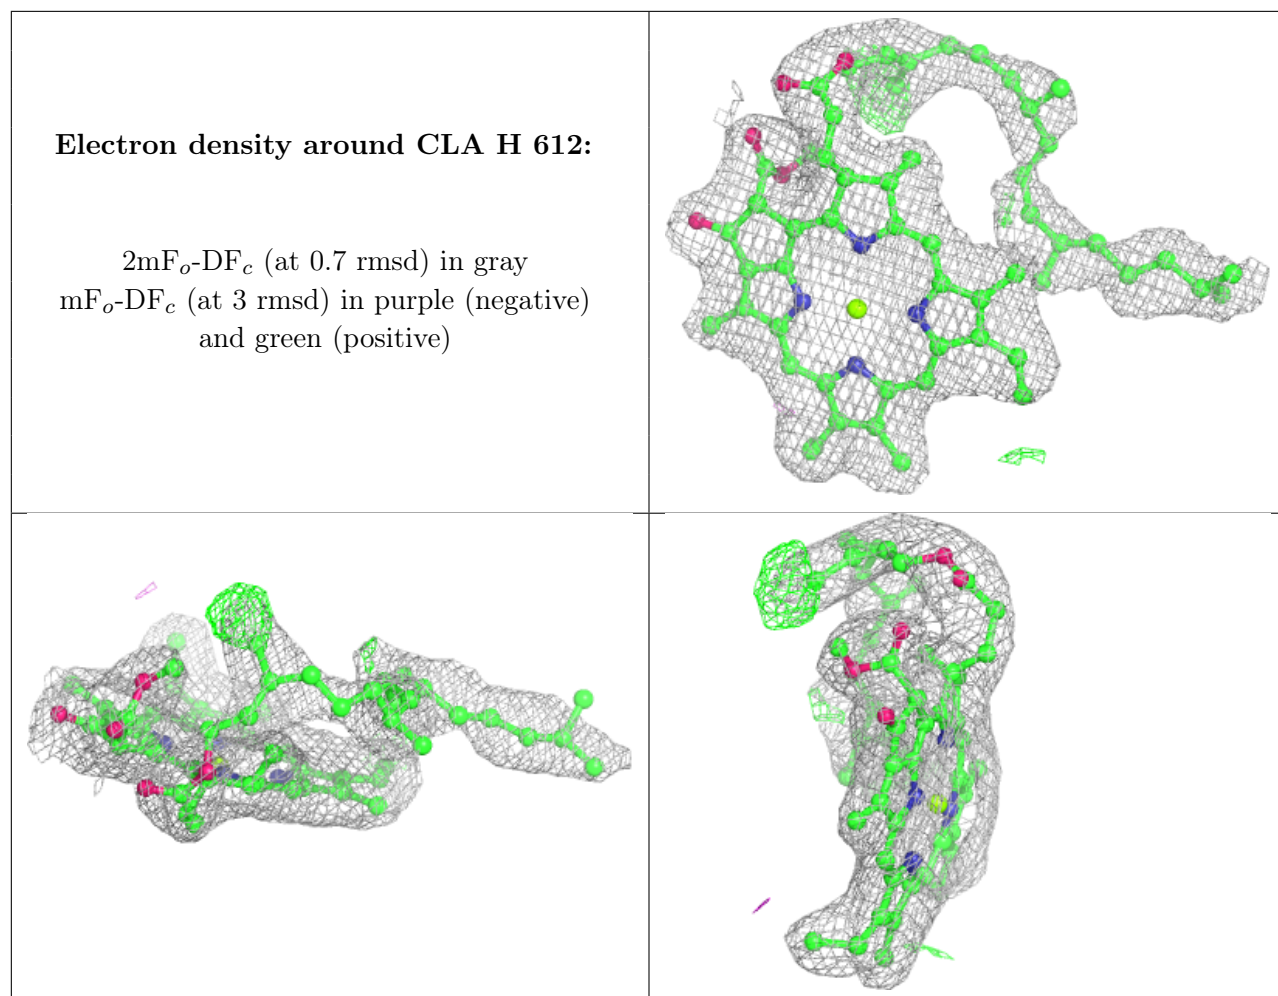 Electron density around CLA H 612:
2mFo-DFc (at 0.7 rmsd) in gray
mFo-DFc (at 3 rmsd) in purple (negative)
and green (positive)